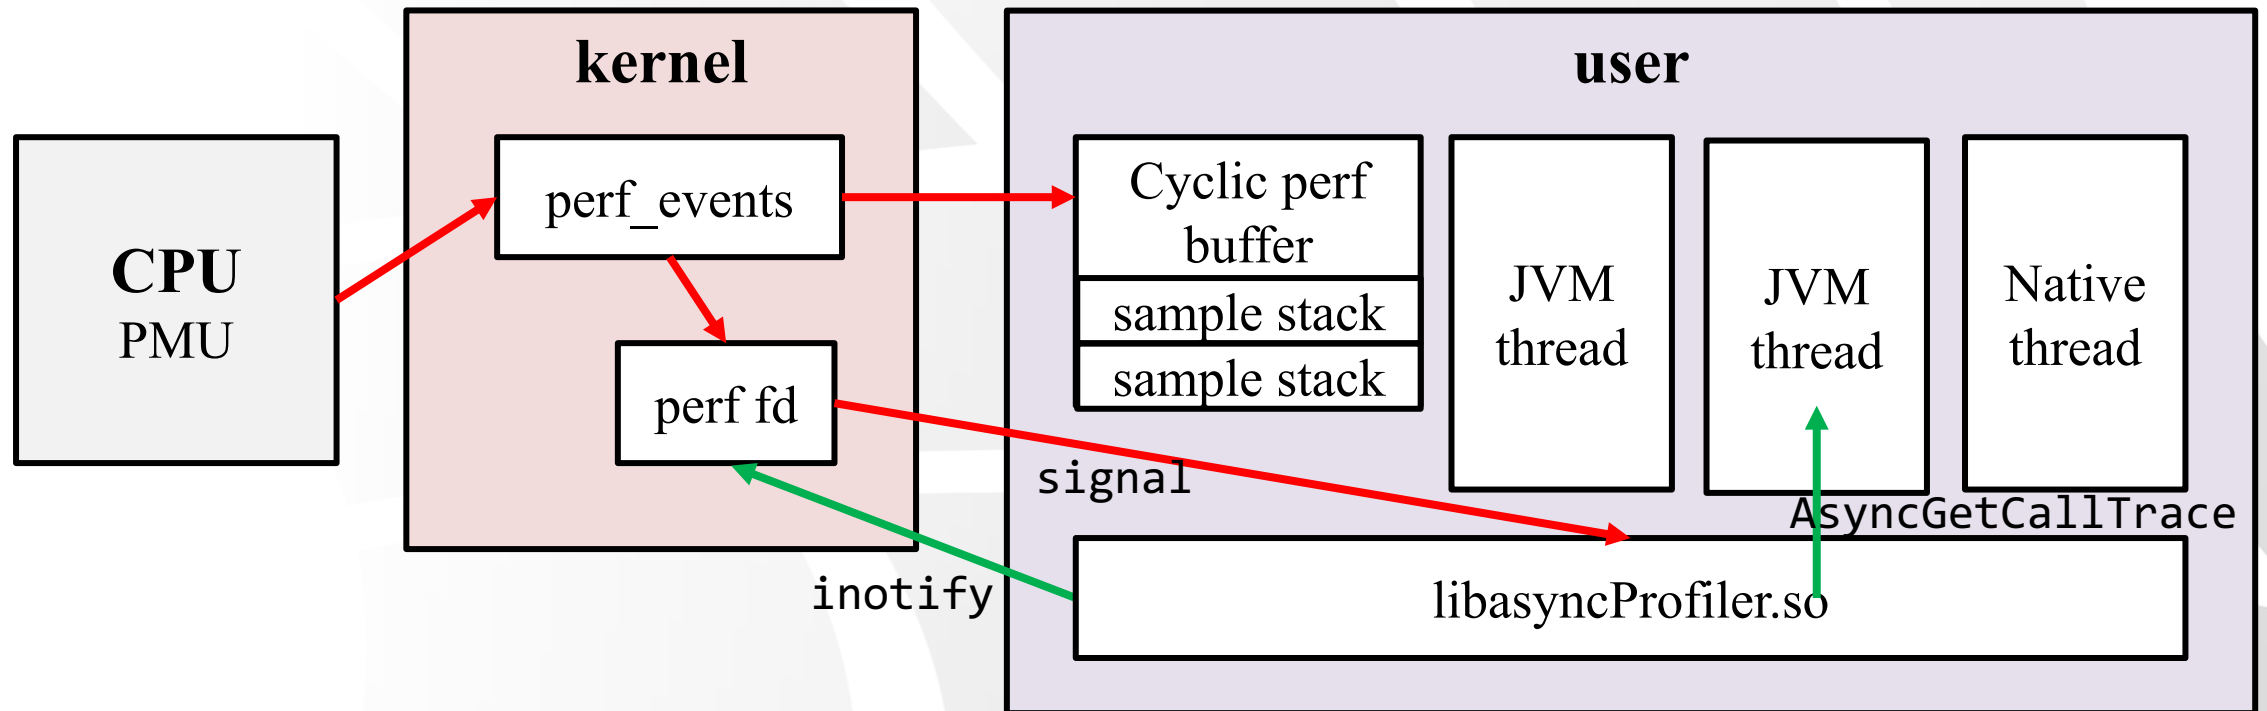 kernel
user
CPU
PMU
perf_events
perf fd
Cyclic perf
buffer
sample stack
sample stack
JVM
thread
JVM
thread
Native
thread
signal
AsyncGetCallTrace
inotify
libasyncProfiler.so